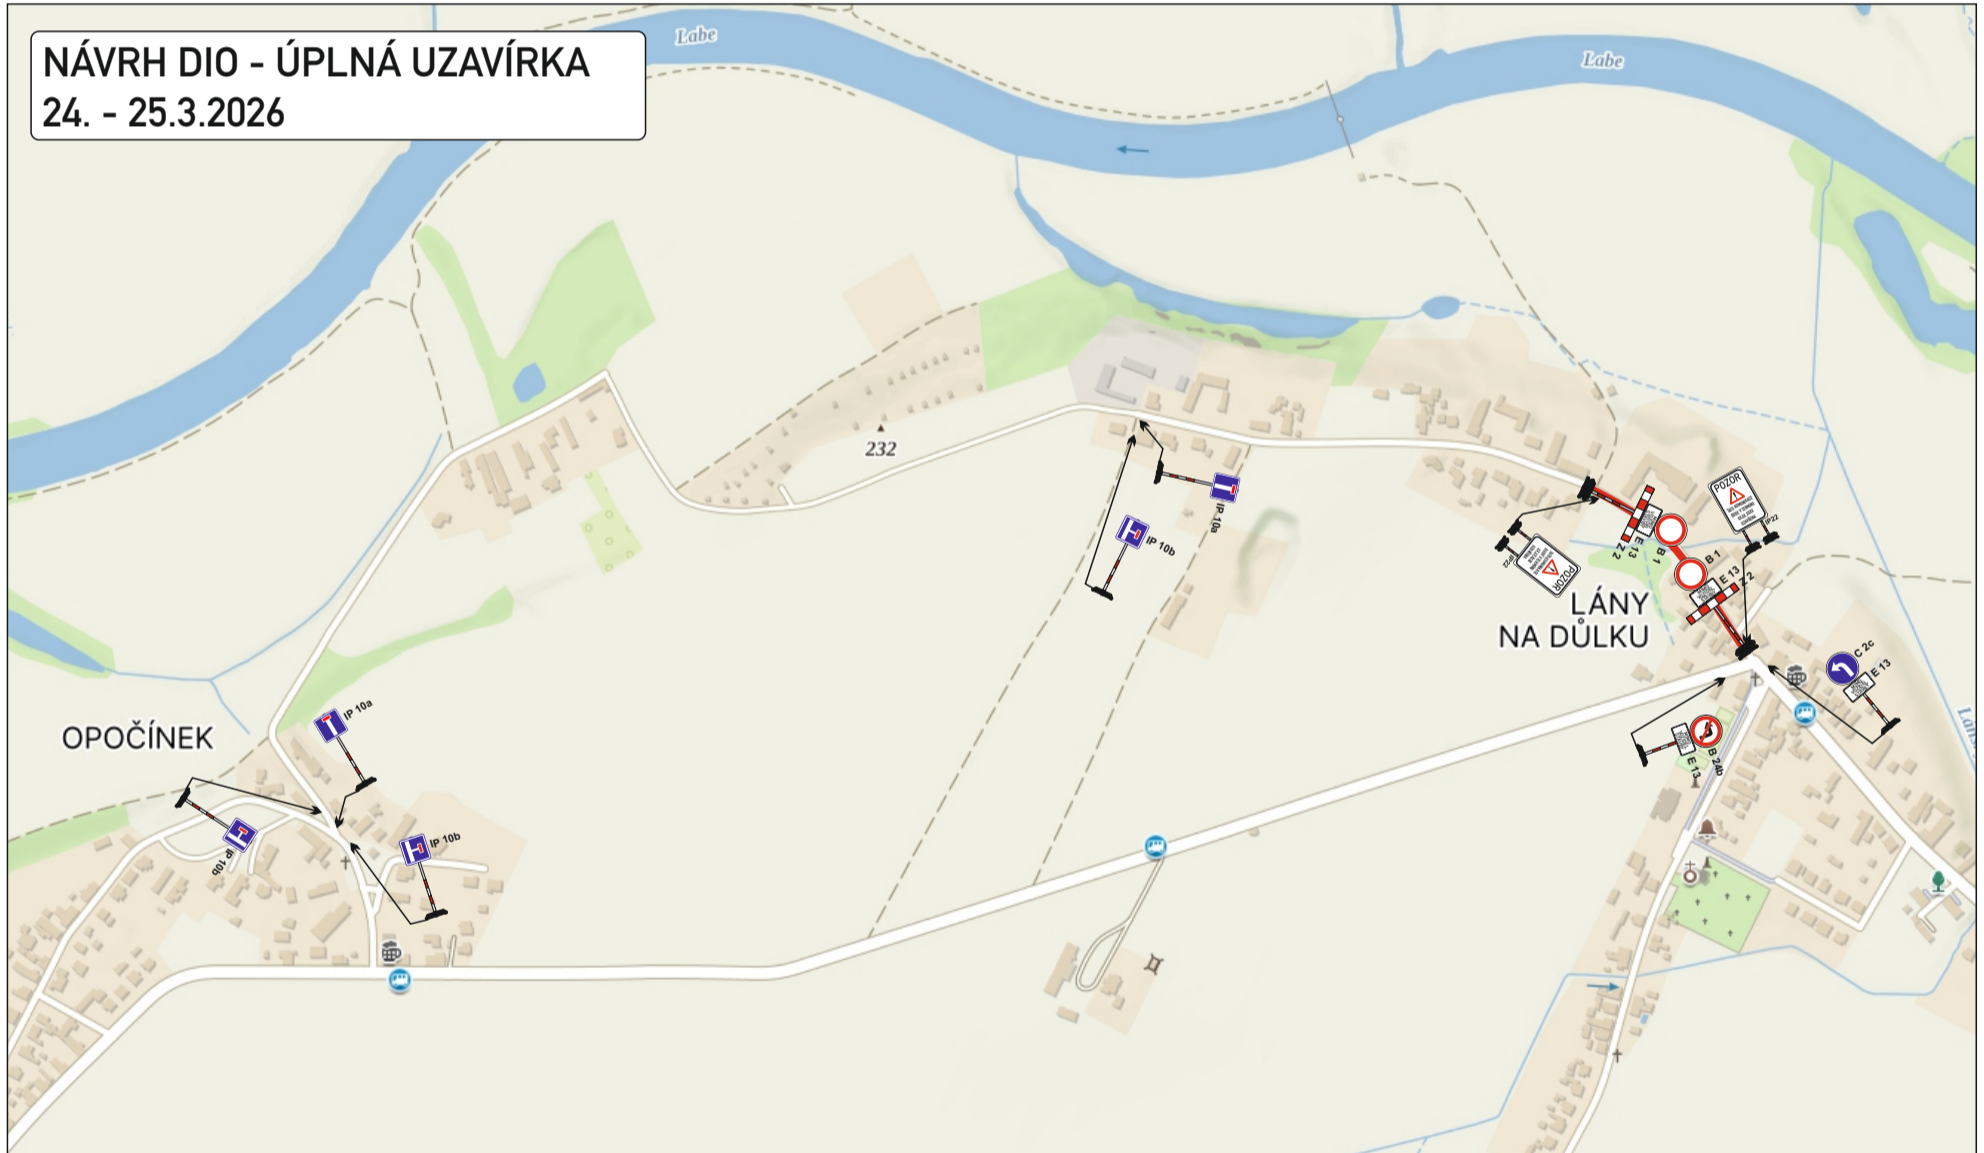 NÁVRH DIO - ÚPLNÁ UZAVÍRKA
24. - 25.3.2026
Labe
Labe
232
IP 10a
IP 10b
POZOR
IP22
Z 2
E 13
B 1
B 1
E 13
Z 2
IP22
POZOR
LÁNY
NA DŮLKU
C 2c
E 13
E 13
B 24b
OPOČÍNEK
IP 10a
IP 10b
IP 10b